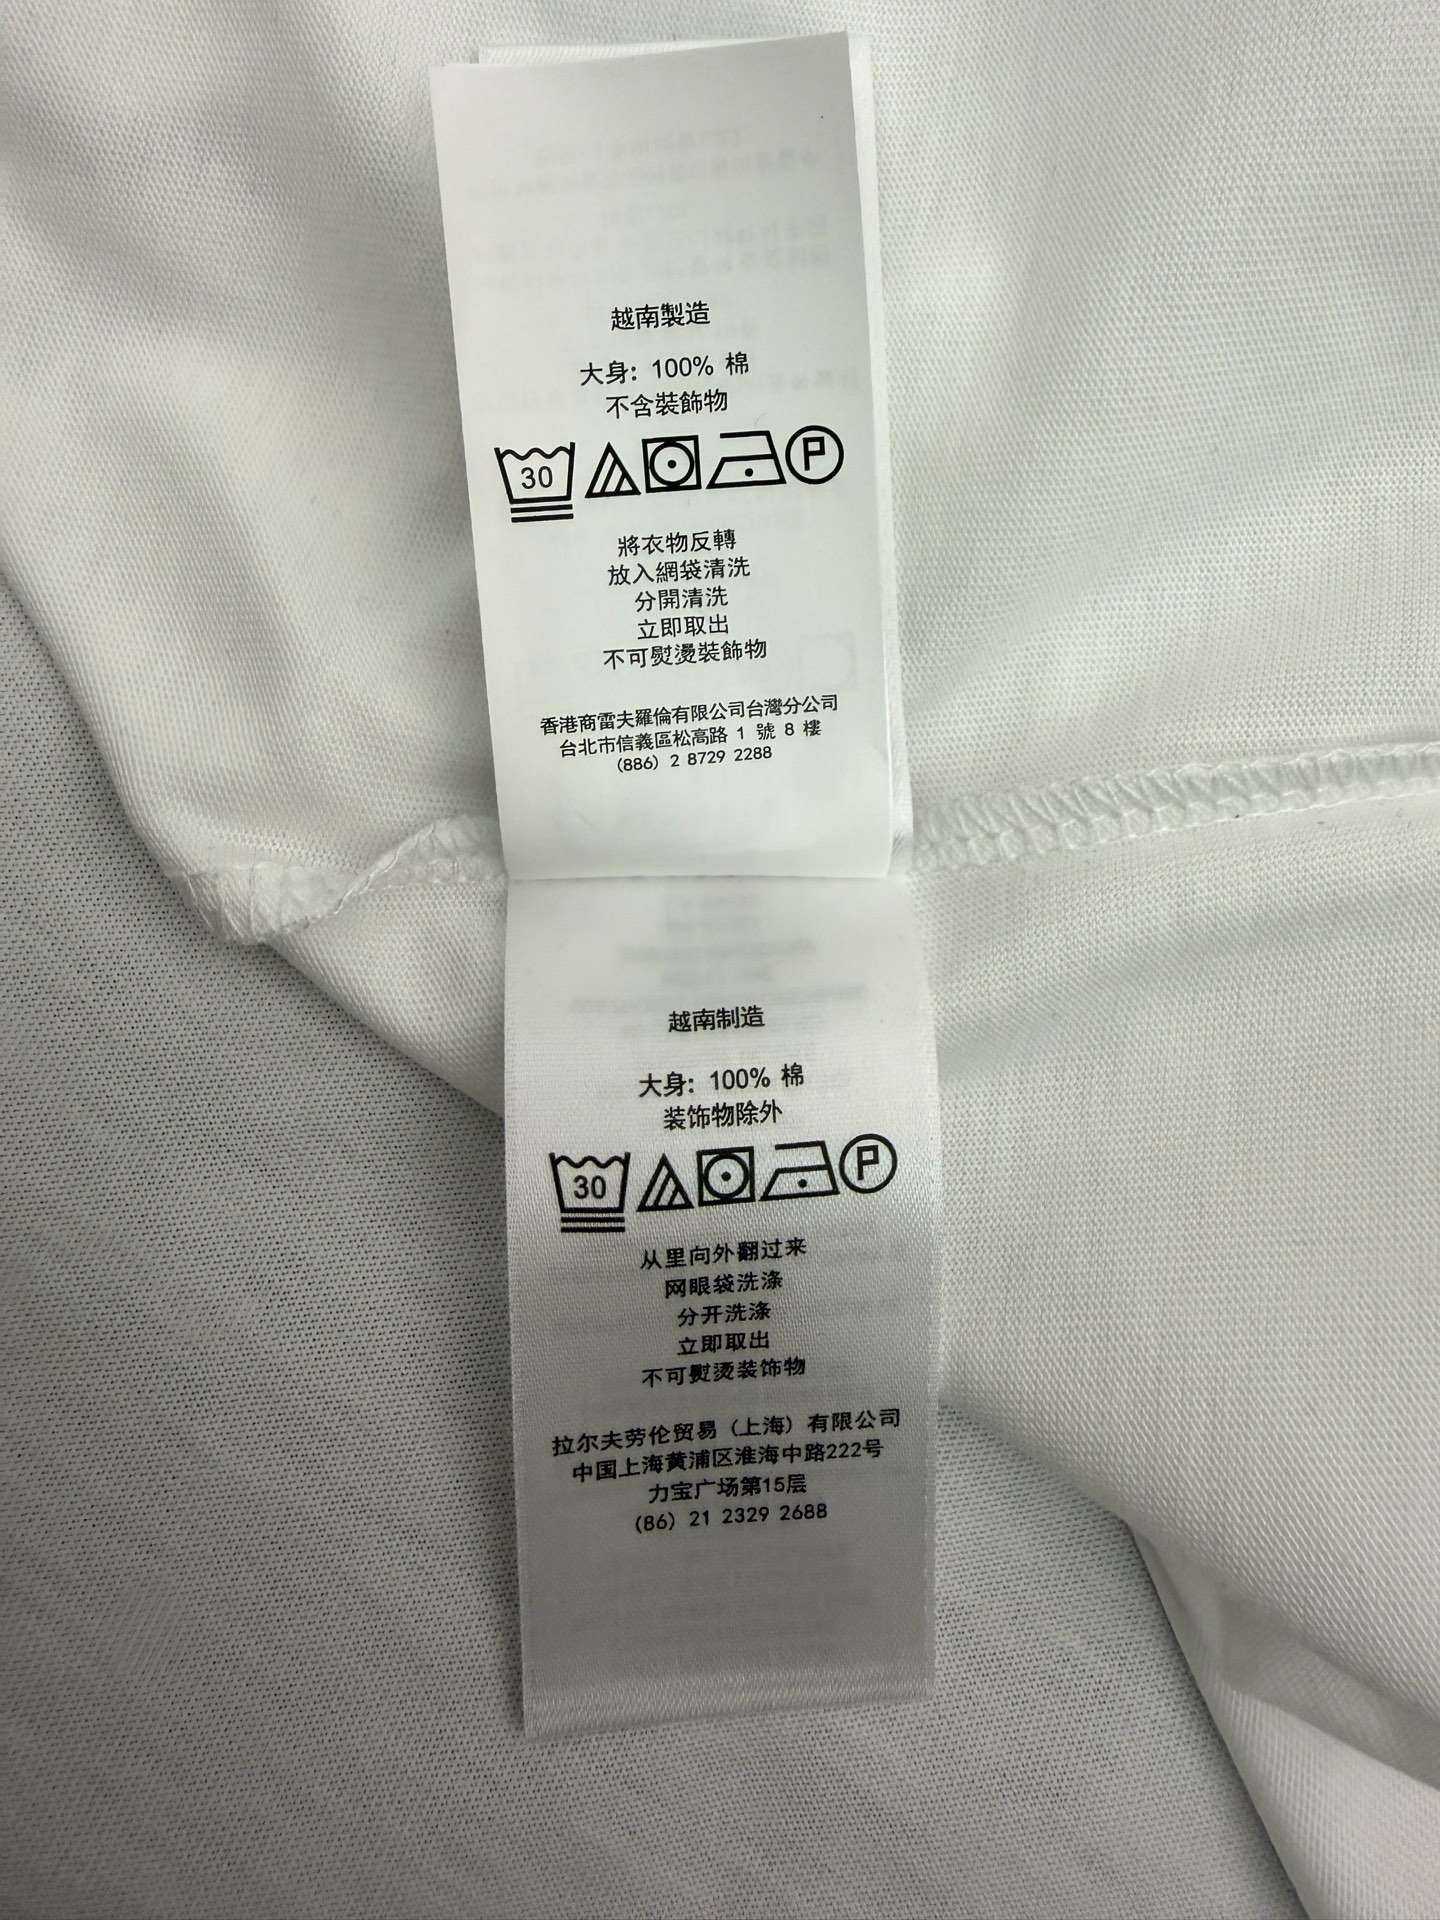 越南製造
大身: 100% 棉
不含裝飾物
30 P
將衣物反轉
放入網袋清洗
分開清洗
立即取出
不可熨燙裝飾物
香港商雷夫羅倫有限公司台灣分公司
台北市信義區松高路 1 號 8 樓
(886) 2 8729 2288
越南制造
大身: 100% 棉
装饰物除外
30 P
从里向外翻过来
网眼袋洗涤
分开洗涤
立即取出
不可熨烫装饰物
拉尔夫劳伦贸易 (上海) 有限公司
中国上海黄浦区淮海中路222号
力宝广场第15层
(86) 21 2329 2688